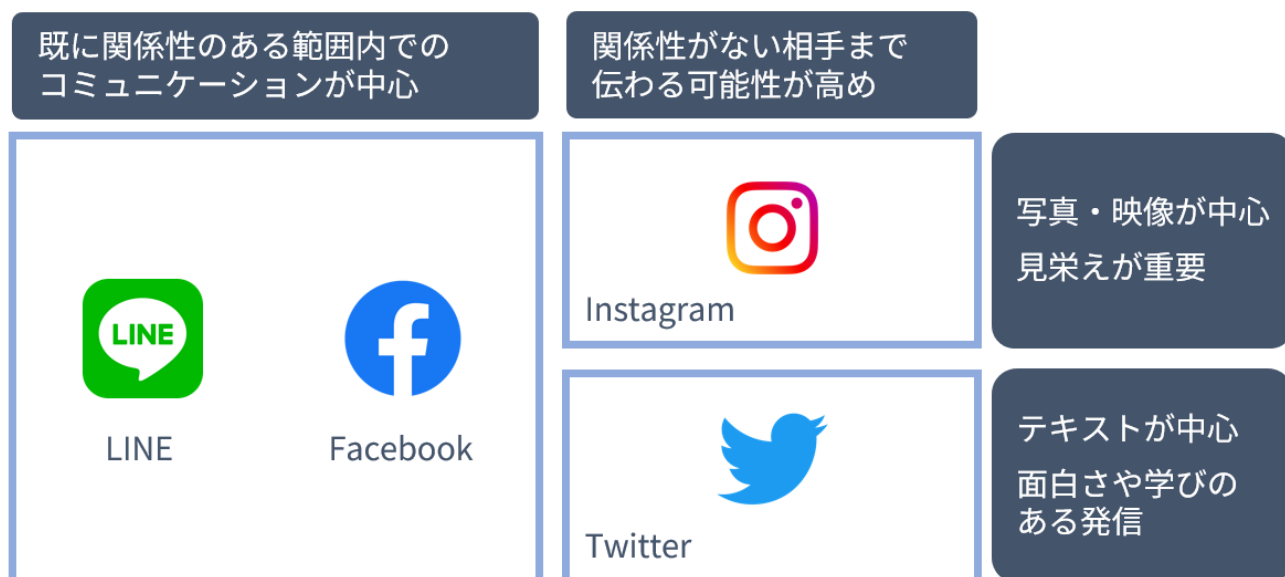 既に関係性のある範囲内での
コミュニケーションが中心
関係性がない相手まで
伝わる可能性が高め
LINE
LINE
Facebook
Instagram
写真・映像が中心
見栄えが重要
Twitter
テキストが中心
面白さや学びの
ある発信